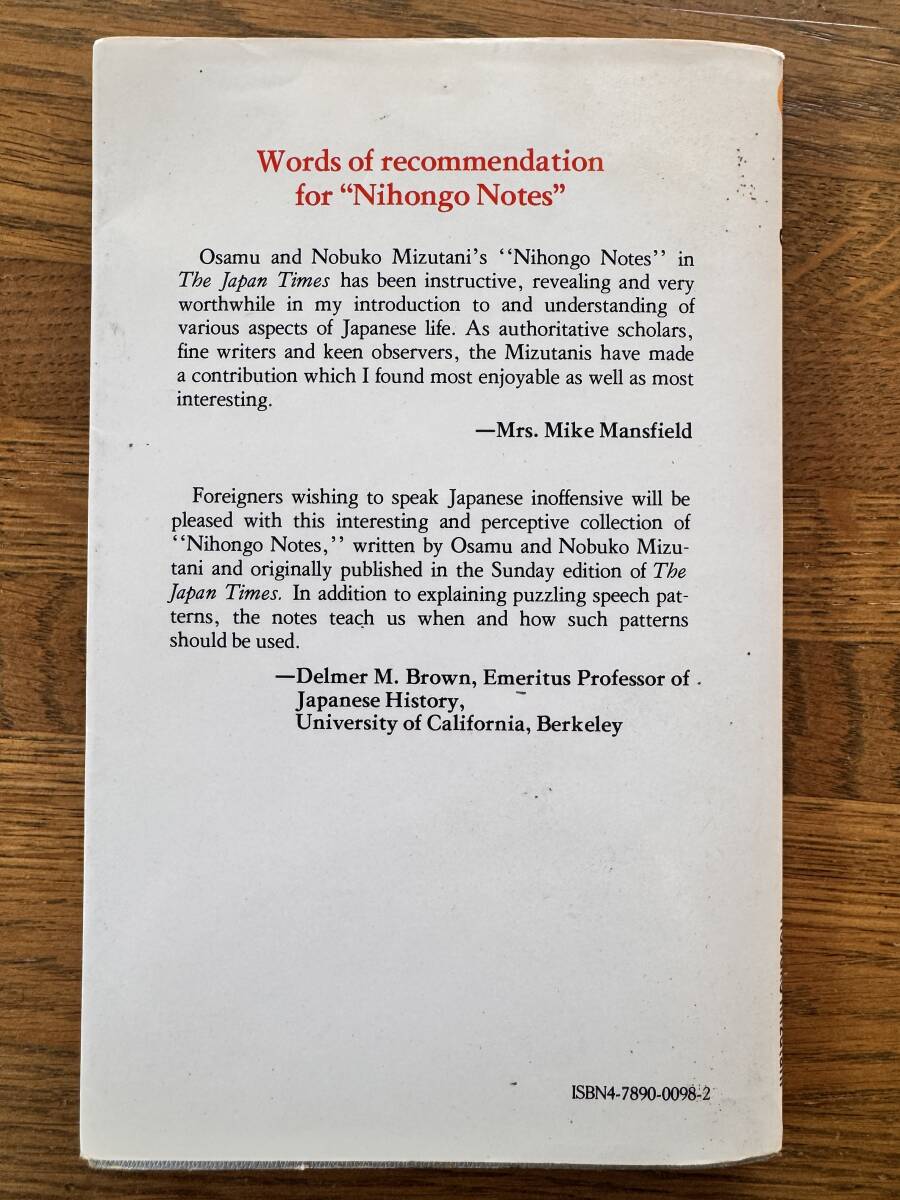 Words of recommendation
for “Nihongo Notes”
Osamu and Nobuko Mizutani's ‘‘Nihongo Notes’’ in
The Japan Times has been instructive, revealing and very
worthwhile in my introduction to and understanding of
various aspects of Japanese life. As authoritative scholars,
fine writers and keen observers, the Mizutanis have made
a contribution which I found most enjoyable as well as most
interesting.
—Mrs. Mike Mansfield
Foreigners wishing to speak Japanese inoffensive will be
pleased with this interesting and perceptive collection of
‘‘Nihongo Notes,’’ written by Osamu and Nobuko Mizu-
tani and originally published in the Sunday edition of The
Japan Times. In addition to explaining puzzling speech pat-
terns, the notes teach us when and how such patterns
should be used.
—Delmer M. Brown, Emeritus Professor of
Japanese History,
University of California, Berkeley
ISBN4-7890-0098-2